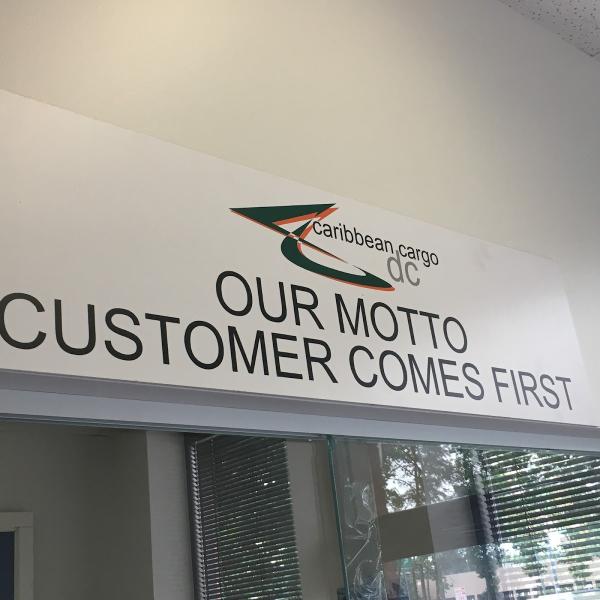 caribbean cargo
dc
OUR MOTTO
CUSTOMER COMES FIRST